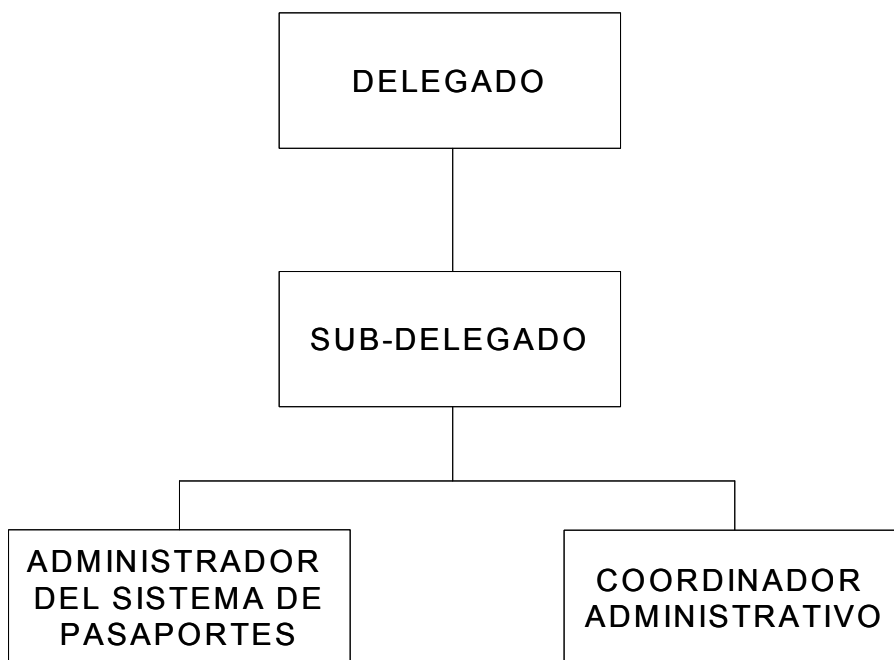 DELEGADO
SUB-DELEGADO
ADMINISTRADOR
DEL SISTEMA DE
PASAPORTES
COORDINADOR
ADMINISTRATIVO